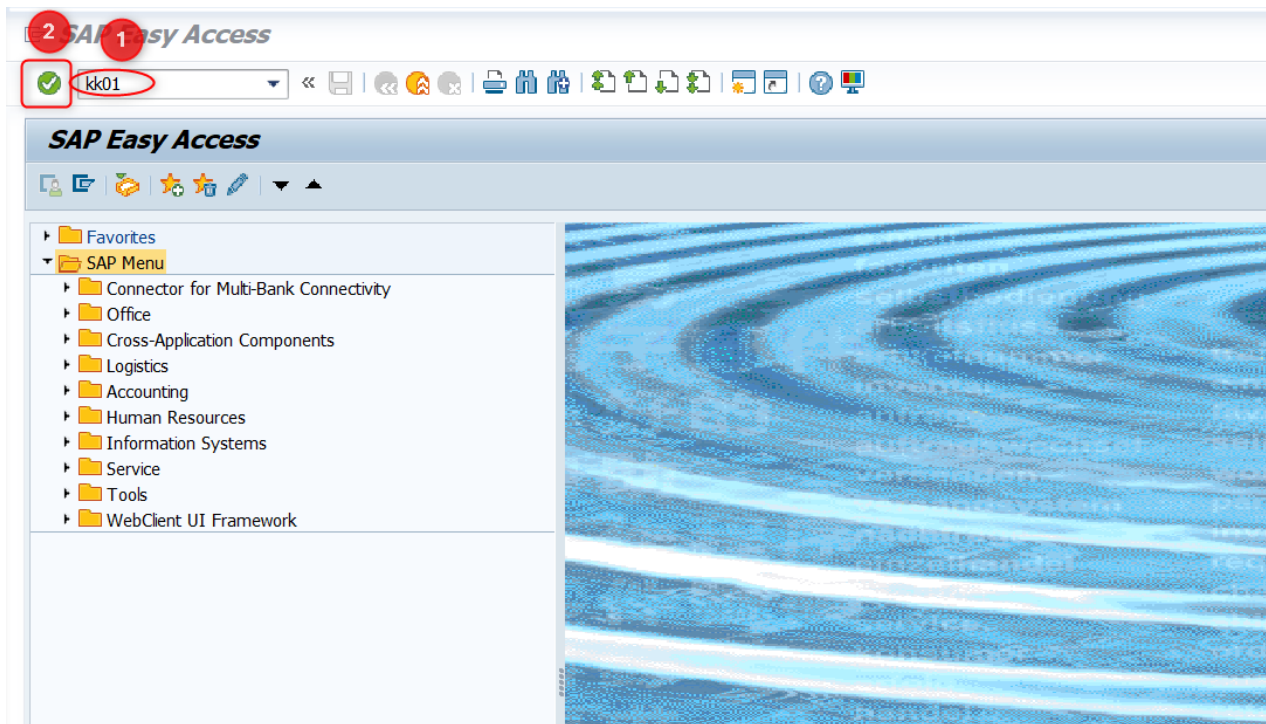 2 1
SAP Easy Access
kk01
SAP Easy Access
Favorites
SAP Menu
Connector for Multi-Bank Connectivity
Office
Cross-Application Components
Logistics
Accounting
Human Resources
Information Systems
Service
Tools
WebClient UI Framework